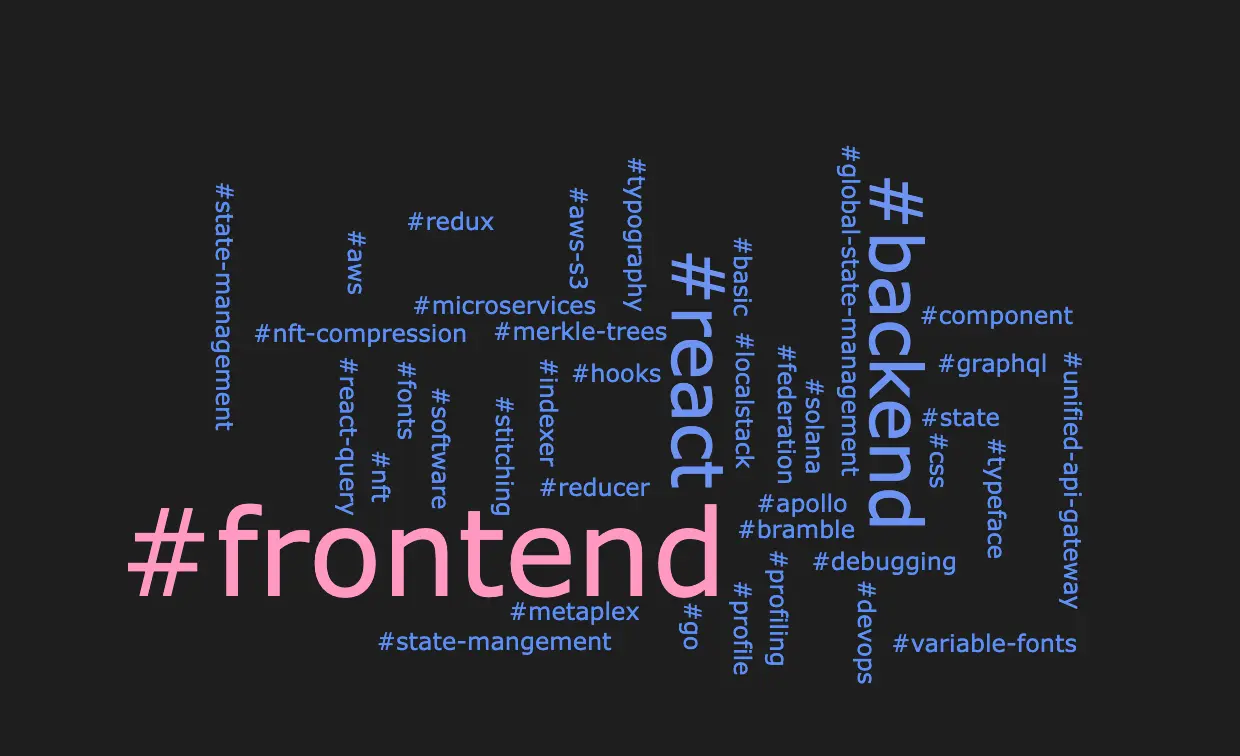 #global-state-management
#typography
#backend
#state-management
#aws-s3
#redux
#aws
#basic
#react
#microservices
#component
#nft-compression
#merkle-trees
#localstack
#federation
#unified-api-gateway
#react-query
#indexer
#fonts
#hooks
#graphql
#solana
#software
#stitching
#state
#css
#typeface
#nft
#reducer
#apollo
#frontend
#bramble
#debugging
#profiling
#profile
#devops
#metaplex
#go
#state-mangement
#variable-fonts